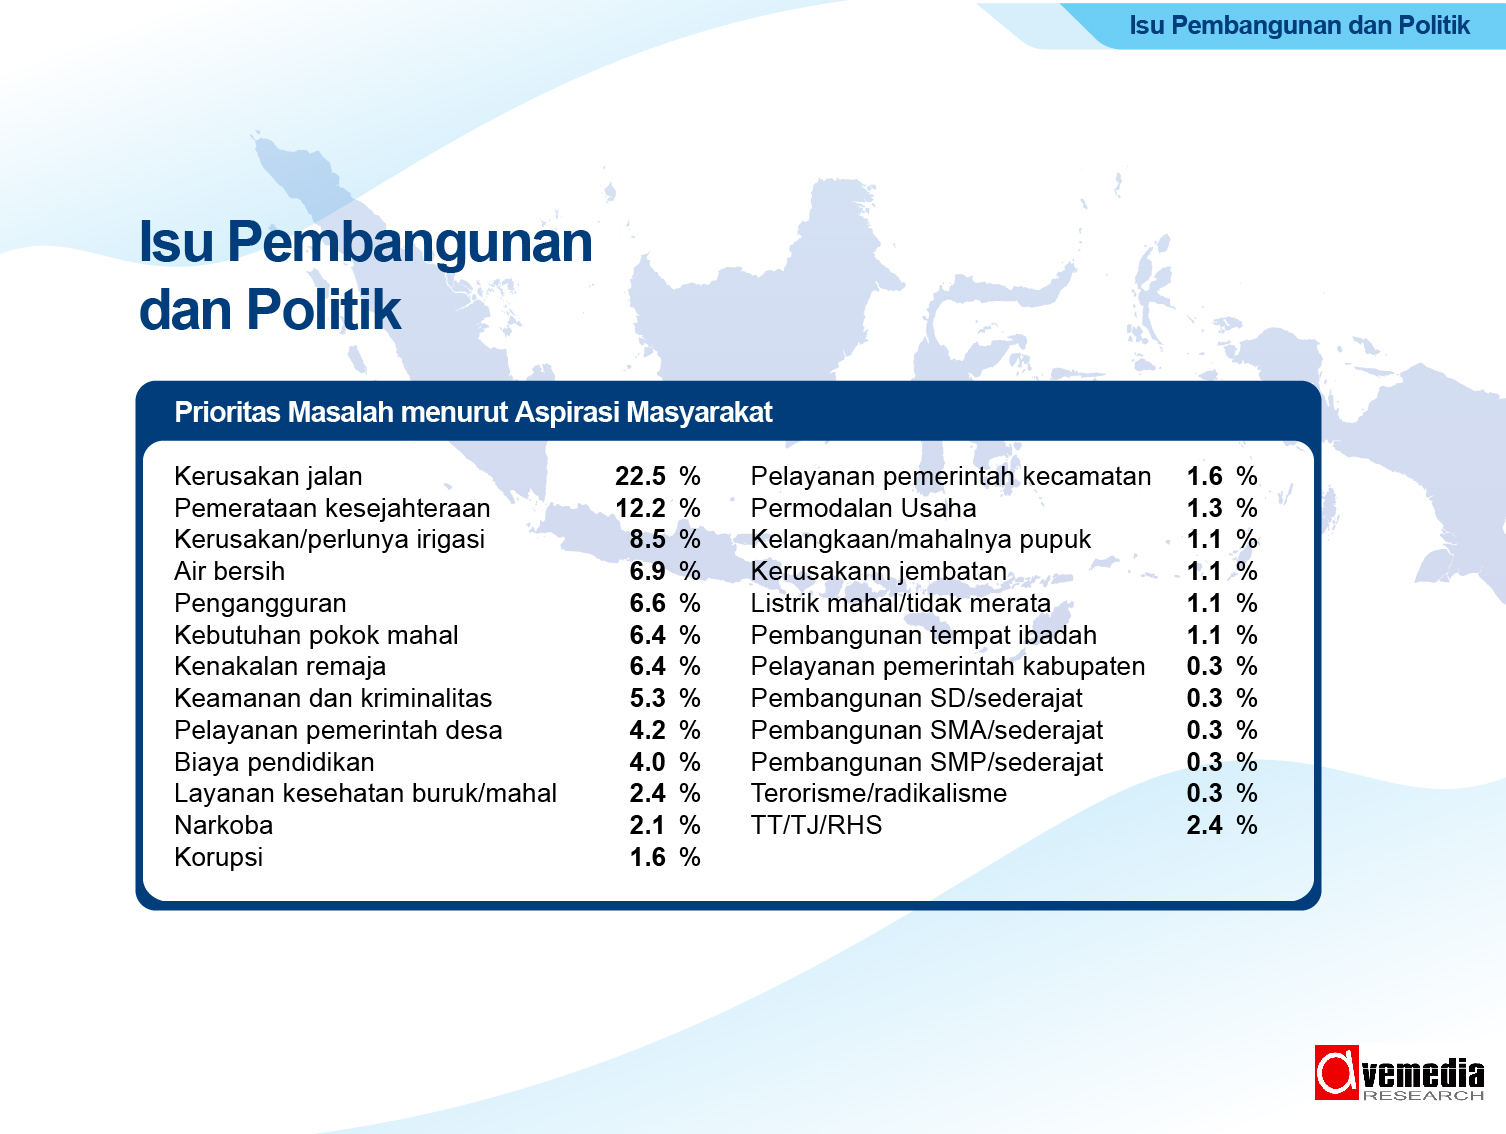 Isu Pembangunan dan Politik
Isu Pembangunan
dan Politik
Prioritas Masalah menurut Aspirasi Masyarakat
Kerusakan jalan 22.5 %
Pemerataan kesejahteraan 12.2 %
Kerusakan/perlunya irigasi 8.5 %
Air bersih 6.9 %
Pengangguran 6.6 %
Kebutuhan pokok mahal 6.4 %
Kenakalan remaja 6.4 %
Keamanan dan kriminalitas 5.3 %
Pelayanan pemerintah desa 4.2 %
Biaya pendidikan 4.0 %
Layanan kesehatan buruk/mahal 2.4 %
Narkoba 2.1 %
Korupsi 1.6 %
Pelayanan pemerintah kecamatan 1.6 %
Permodalan Usaha 1.3 %
Kelangkaan/mahalnya pupuk 1.1 %
Kerusakann jembatan 1.1 %
Listrik mahal/tidak merata 1.1 %
Pembangunan tempat ibadah 1.1 %
Pelayanan pemerintah kabupaten 0.3 %
Pembangunan SD/sederajat 0.3 %
Pembangunan SMA/sederajat 0.3 %
Pembangunan SMP/sederajat 0.3 %
Terorisme/radikalisme 0.3 %
TT/TJ/RHS 2.4 %
avemedia
RESEARCH